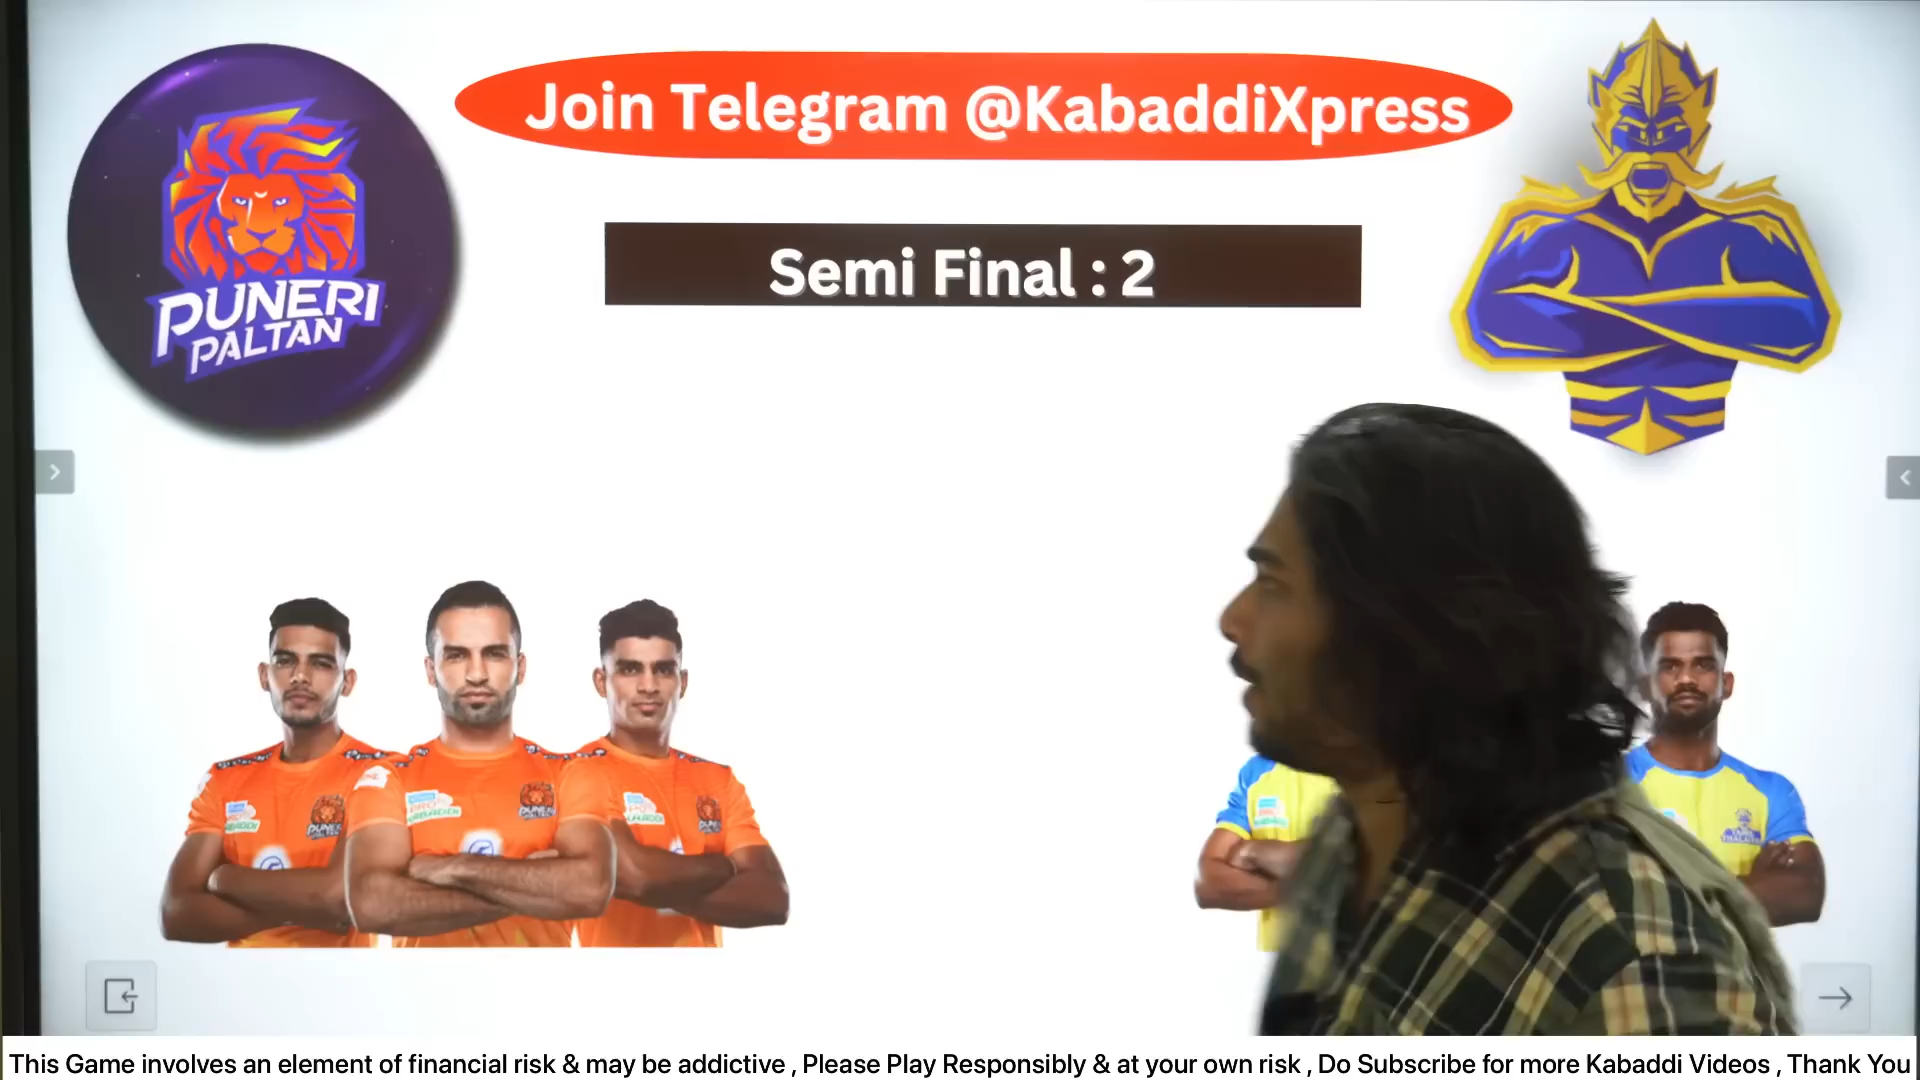 Join Telegram @KabaddiXpress
Semi Final : 2
PUNERI
PALTAN
This Game involves an element of financial risk & may be addictive , Please Play Responsibly & at your own risk , Do Subscribe for more Kabaddi Videos , Thank You